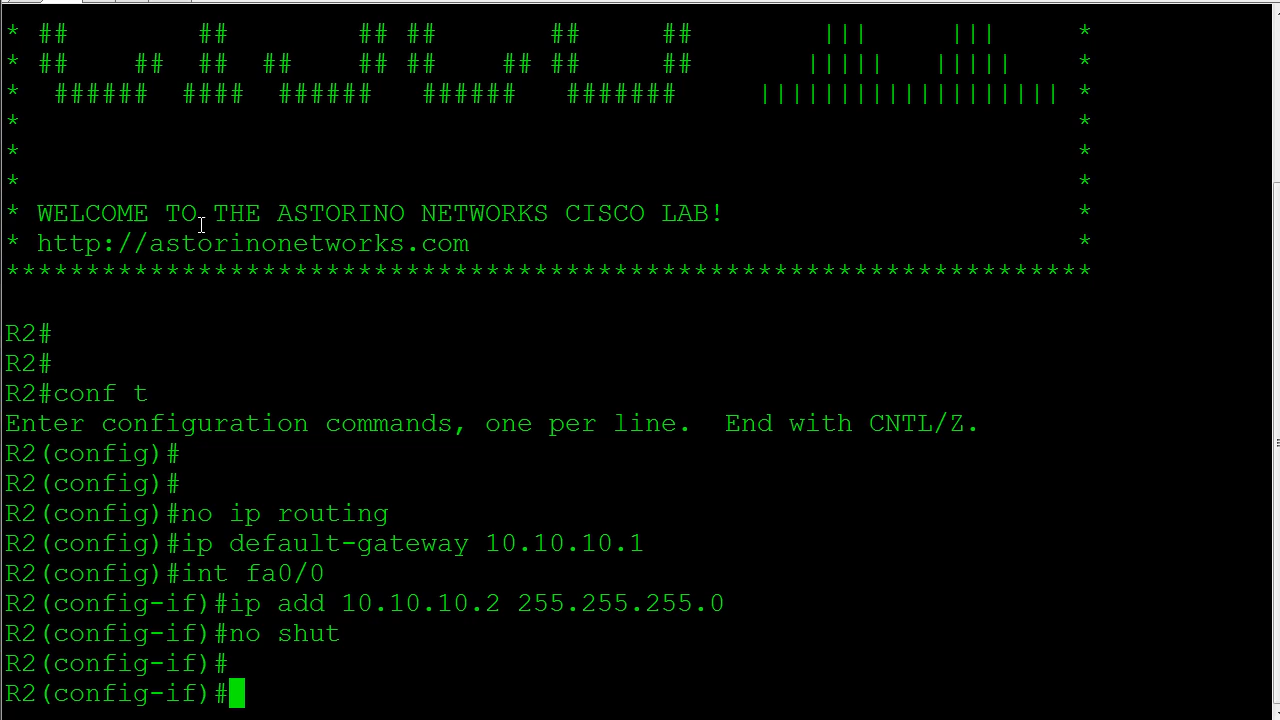 * ##        ##        ## ##       ##     ##        |||     |||     *
* ##    ##  ##  ##    ## ##    ## ##     ##       |||||   |||||    *
*  ###### ####  ######   ######   #######     ||||||||||||||||||| *
*                                                                  *
*                                                                  *
*                                                                  *
* WELCOME TO THE ASTORINO NETWORKS CISCO LAB!                      *
* http://astorinonetworks.com                                      *
********************************************************************
R2#
R2#
R2#conf t
Enter configuration commands, one per line.  End with CNTL/Z.
R2(config)#
R2(config)#
R2(config)#no ip routing
R2(config)#ip default-gateway 10.10.10.1
R2(config)#int fa0/0
R2(config-if)#ip add 10.10.10.2 255.255.255.0
R2(config-if)#no shut
R2(config-if)#
R2(config-if)#